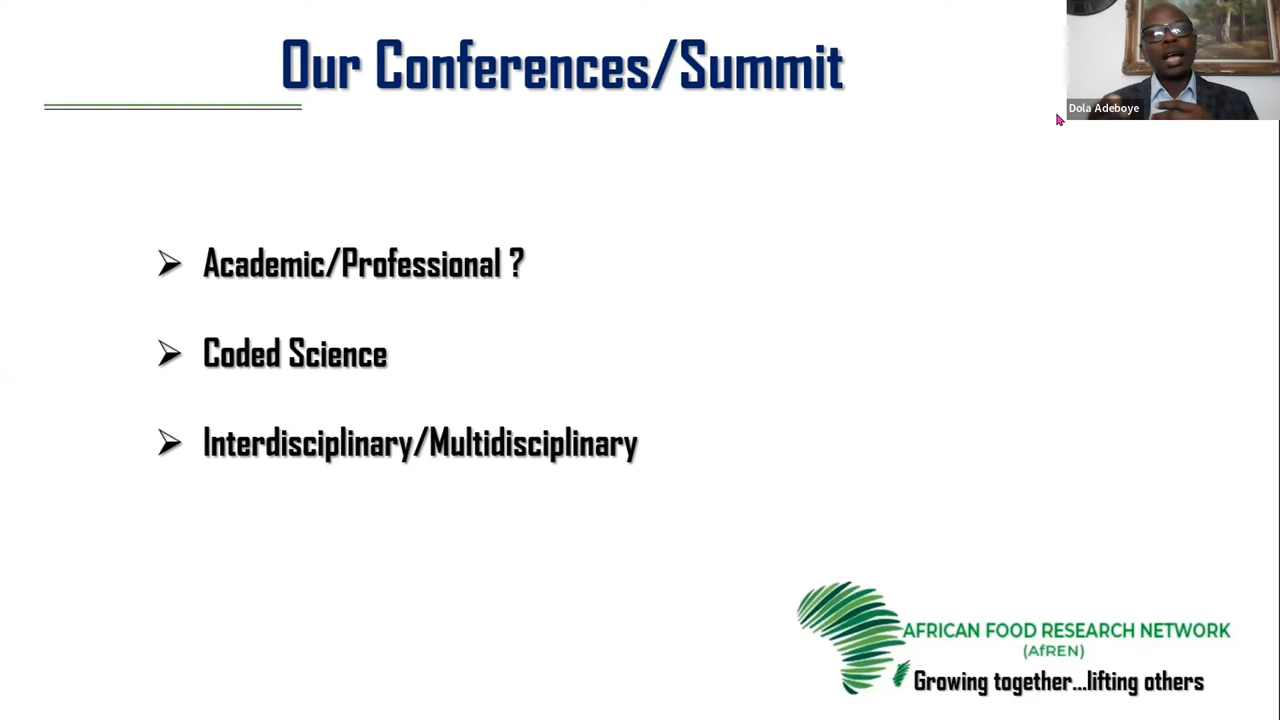 Our Conferences/Summit
Dola Adeboye
Academic/Professional ?
Coded Science
Interdisciplinary/Multidisciplinary
AFRICAN FOOD RESEARCH NETWORK
(AfREN)
Growing together...lifting others